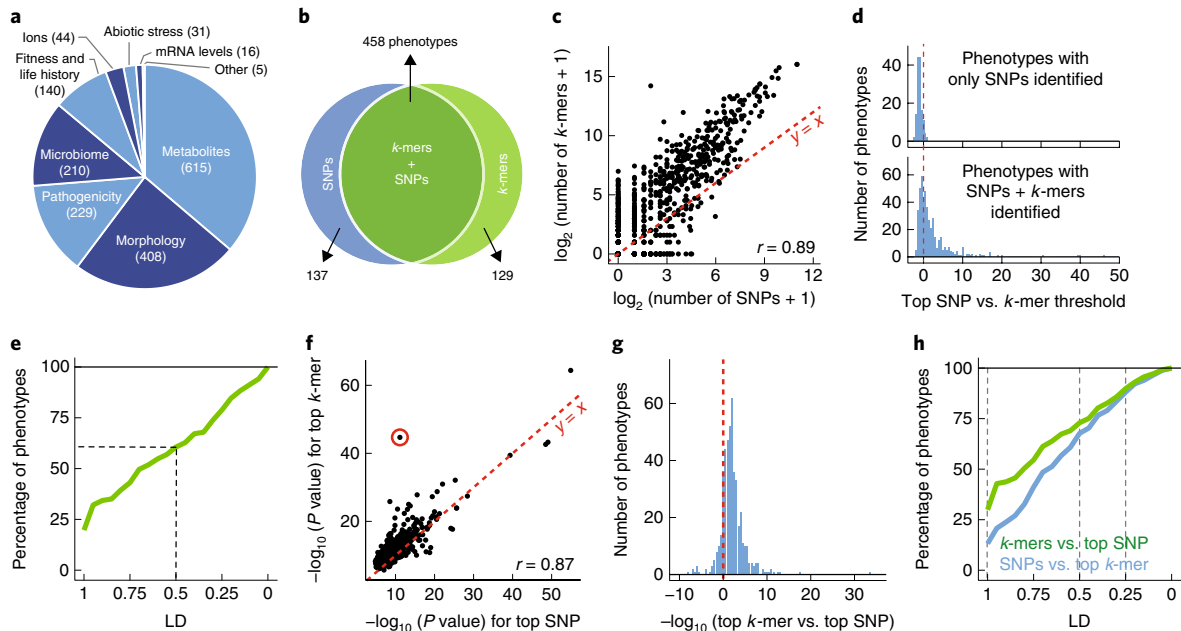 a
Abiotic stress (31)
Ions (44)
mRNA levels (16)
Fitness and
life history
(140)
Other (5)
Microbiome
(210)
Metabolites
(615)
Pathogenicity
(229)
Morphology
(408)
b
458 phenotypes
SNPs
k-mers
+
SNPs
k-mers
137
129
c
log2 (number of k-mers + 1)
15
10
5
0
y = x
r = 0.89
0 3 6 9 12
log2 (number of SNPs + 1)
d
Number of phenotypes
40
20
0
Phenotypes with
only SNPs identified
60
40
20
0
Phenotypes with
SNPs + k-mers
identified
0 10 20 30 40 50
Top SNP vs. k-mer threshold
e
Percentage of phenotypes
100
75
50
25
0
1 0.75 0.5 0.25 0
LD
f
−log10 (P value) for top k-mer
60
40
20
y = x
r = 0.87
10 20 30 40 50
−log10 (P value) for top SNP
g
Number of phenotypes
60
40
20
0
−10 0 10 20 30
−log10 (top k-mer vs. top SNP)
h
Percentage of phenotypes
100
75
50
25
0
k-mers vs. top SNP
SNPs vs. top k-mer
1 0.75 0.5 0.25 0
LD